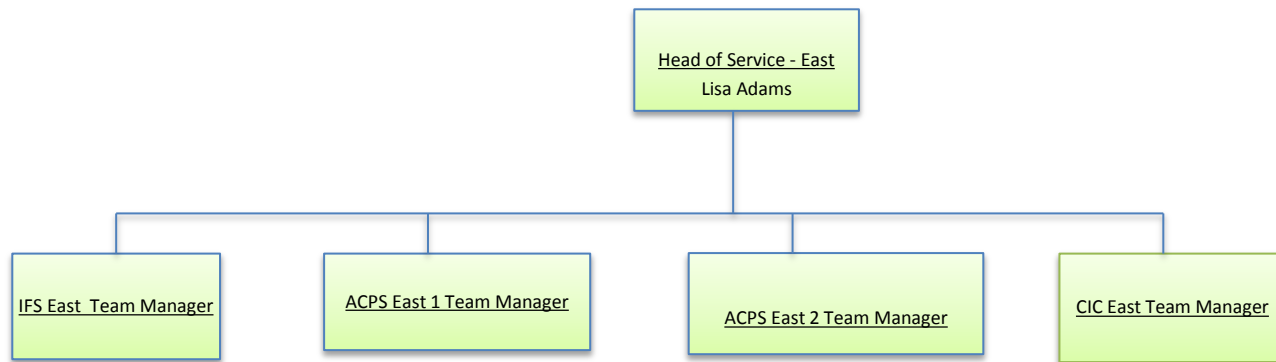 Head of Service - East
Lisa Adams
IFS East  Team Manager
ACPS East 1 Team Manager
ACPS East 2 Team Manager
CIC East Team Manager